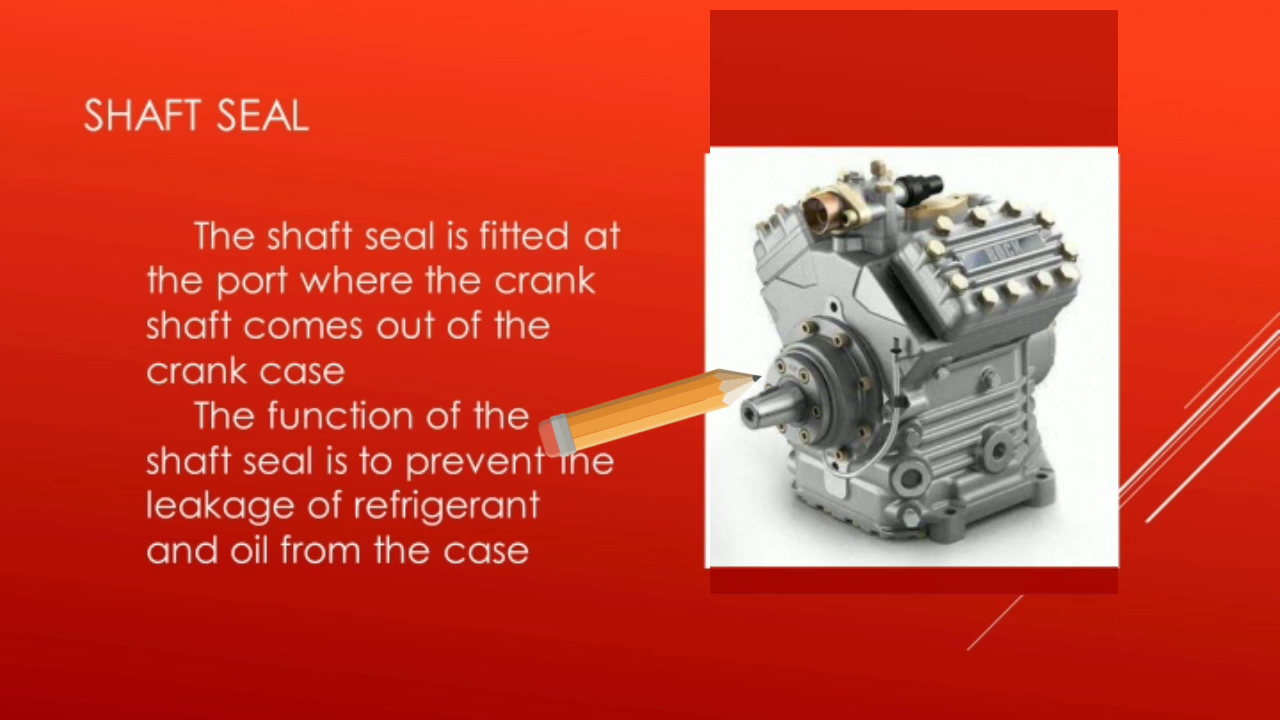 SHAFT SEAL
The shaft seal is fitted at
the port where the crank
shaft comes out of the
crank case
The function of the
shaft seal is to prevent the
leakage of refrigerant
and oil from the case